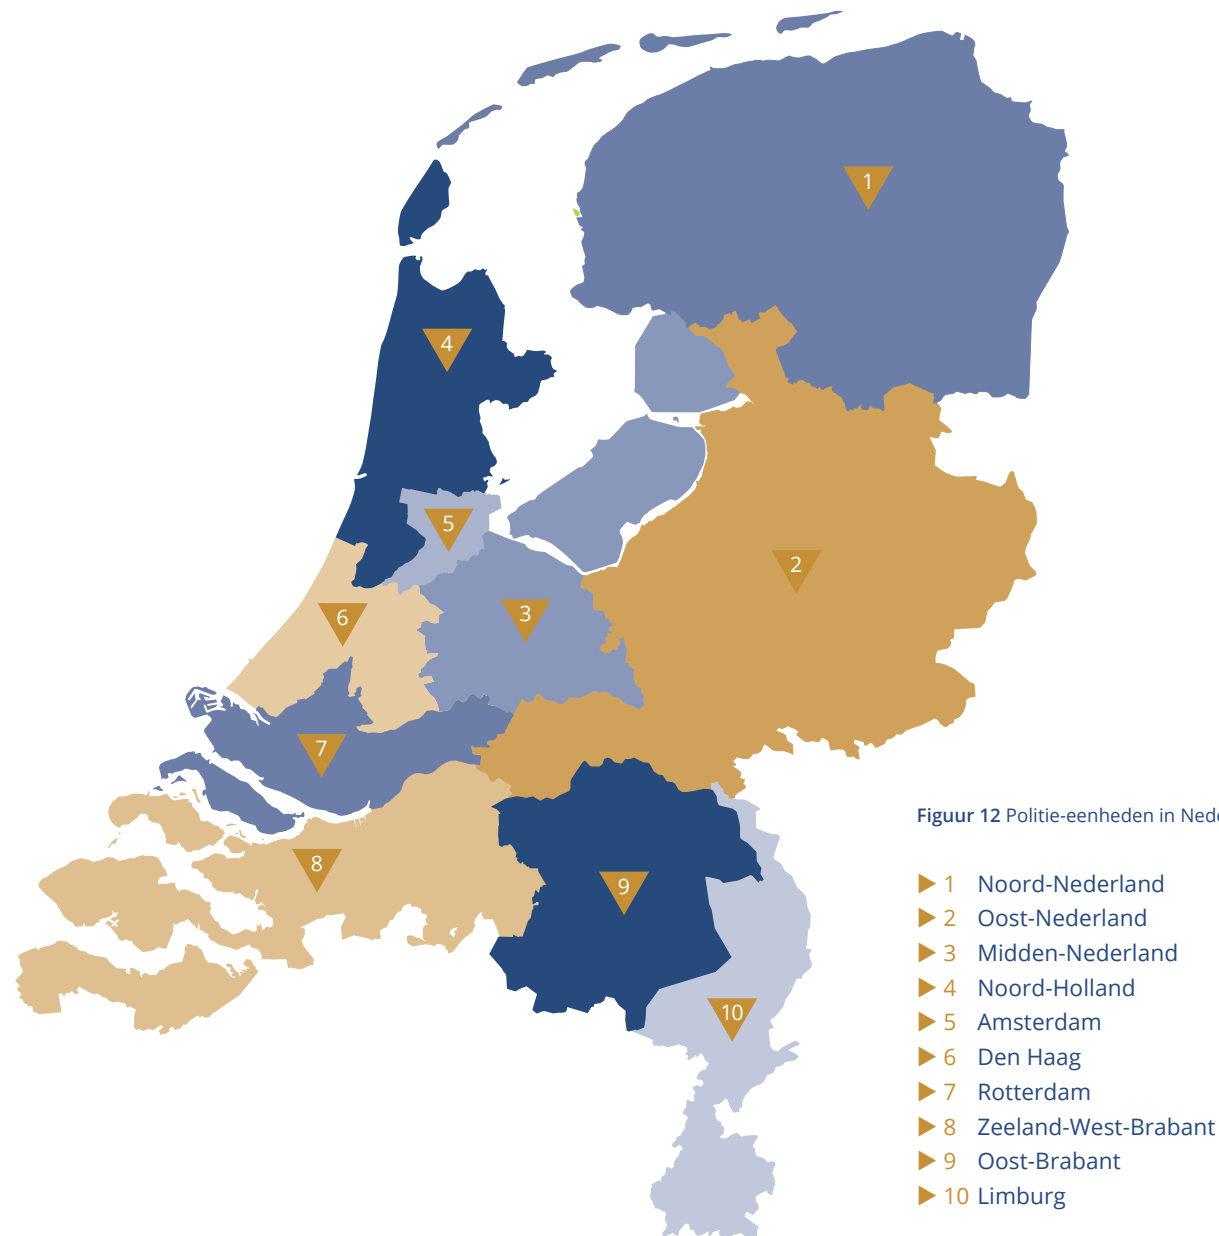 1
4
5
2
6
3
7
8
9
10
Figuur 12 Politie-eenheden in
1 Noord-Nederland
2 Oost-Nederland
3 Midden-Nederland
4 Noord-Holland
5 Amsterdam
6 Den Haag
7 Rotterdam
8 Zeeland-West-Brabant
9 Oost-Brabant
10 Limburg